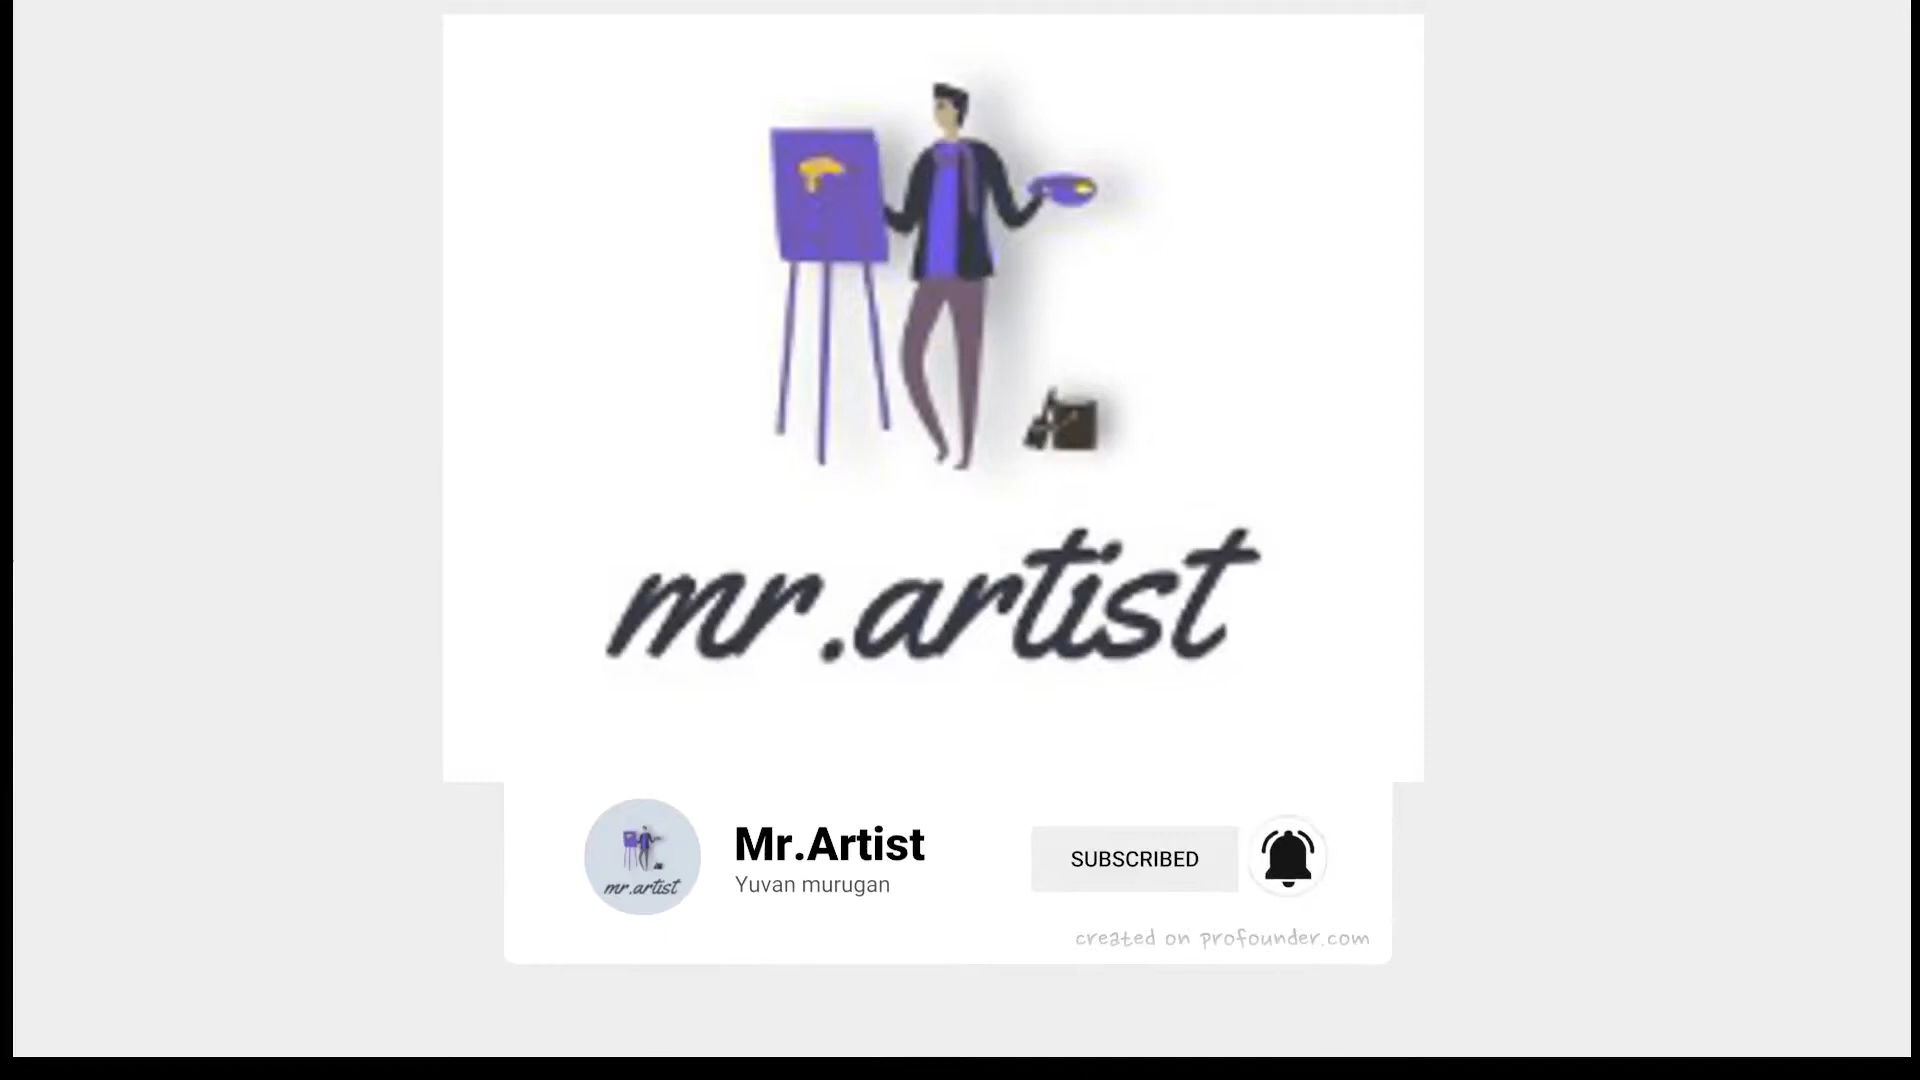 mr.artist
mr.artist
Mr.Artist
Yuvan murugan
SUBSCRIBED
created on profounder.com